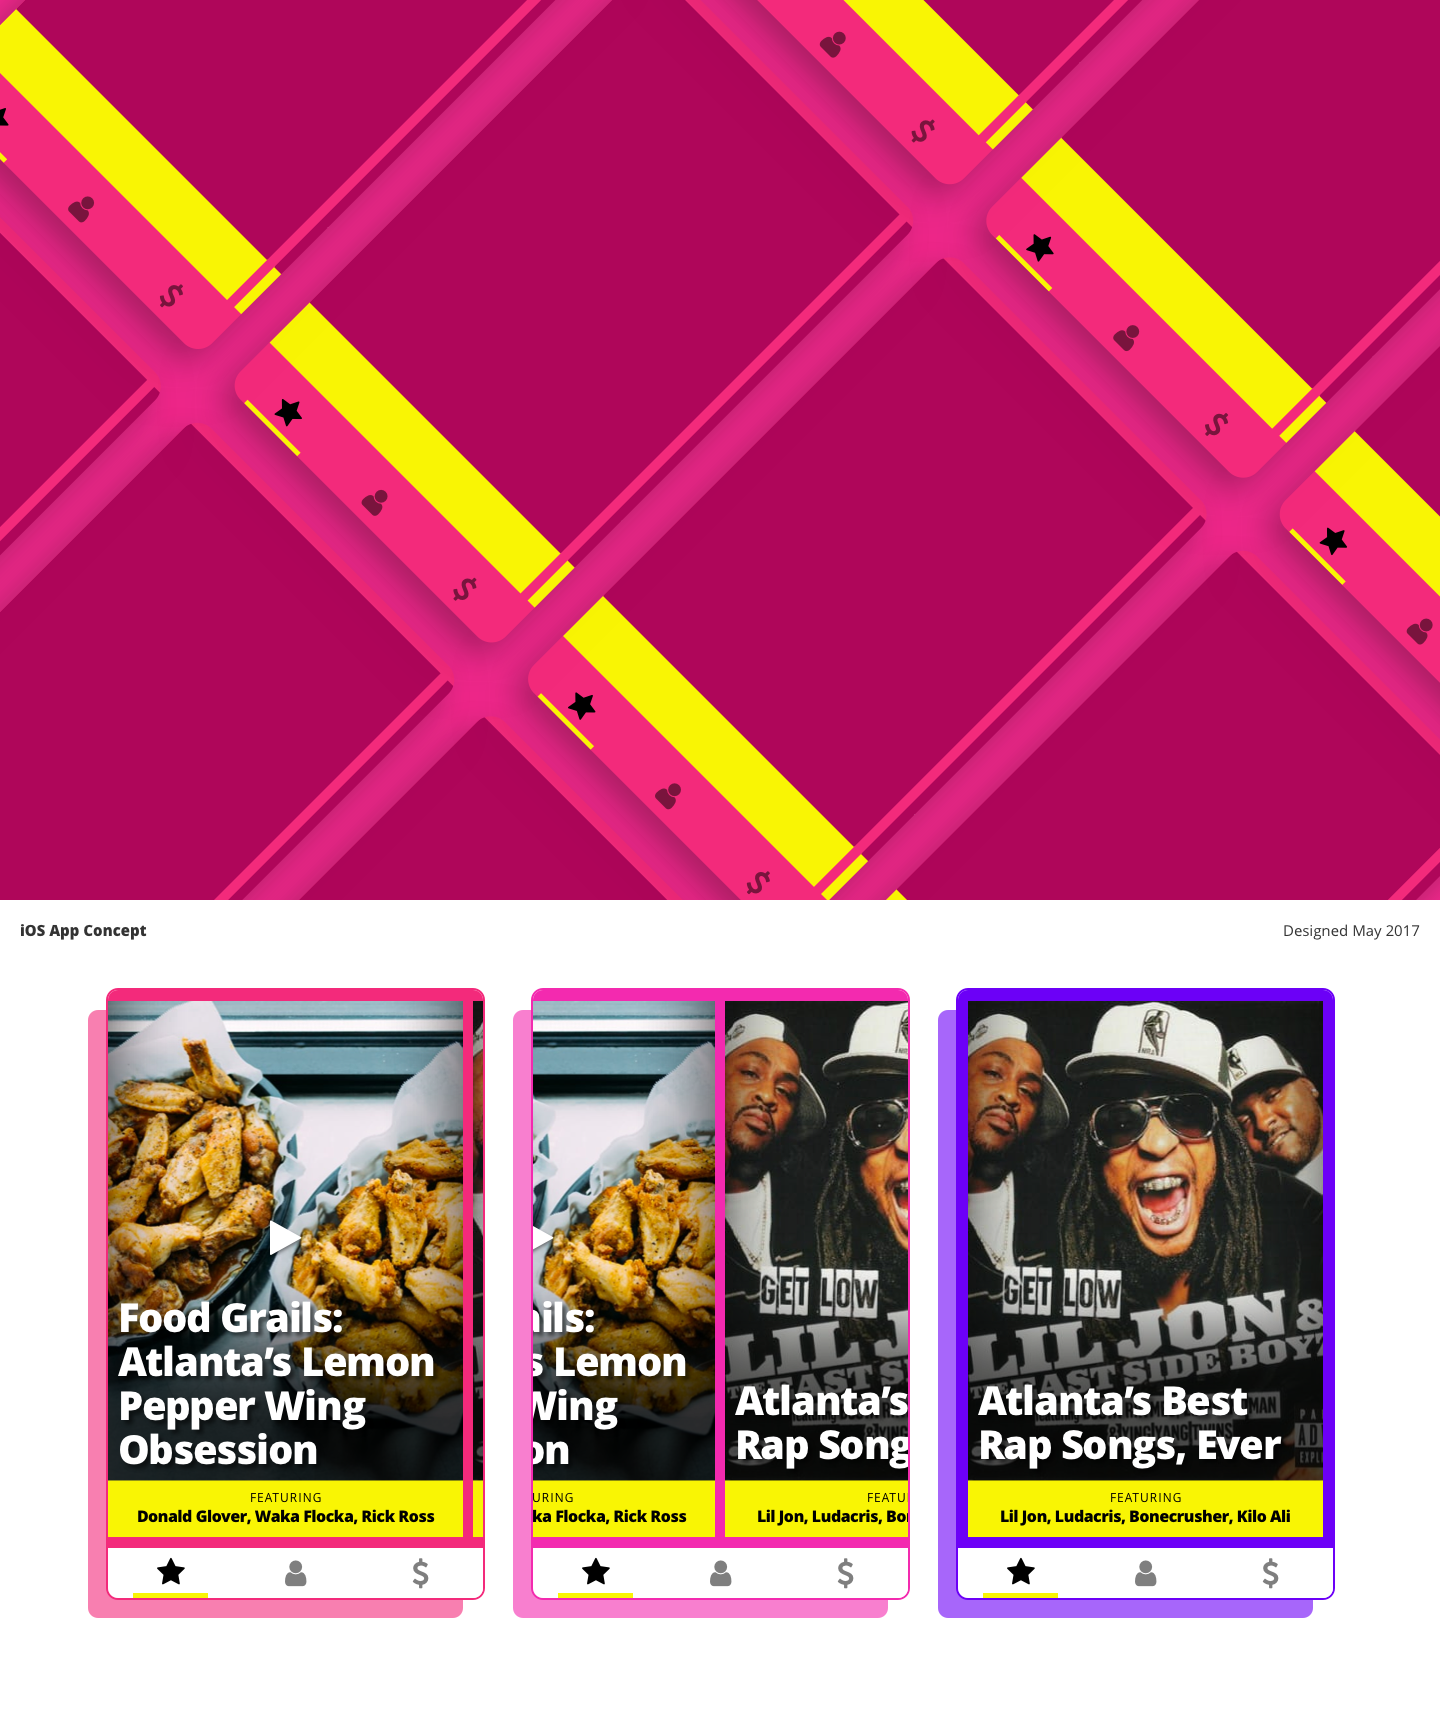 iOS App Concept
Designed May 2017
GET LOW
LIL JON &
EAST SIDE BOYZ
Food Grails:
Atlanta’s Lemon
Pepper Wing
Obsession
FEATURING
Donald Glover, Waka Flocka, Rick Ross
GET LOW
LIL J
ails:
s Lemon
Wing
on
URING
ka Flocka, Rick Ross
Atlanta’s
Rap Song
FEATU
Lil Jon, Ludacris, Bo
Atlanta’s Best
Rap Songs, Ever
FEATURING
Lil Jon, Ludacris, Bonecrusher, Kilo Ali